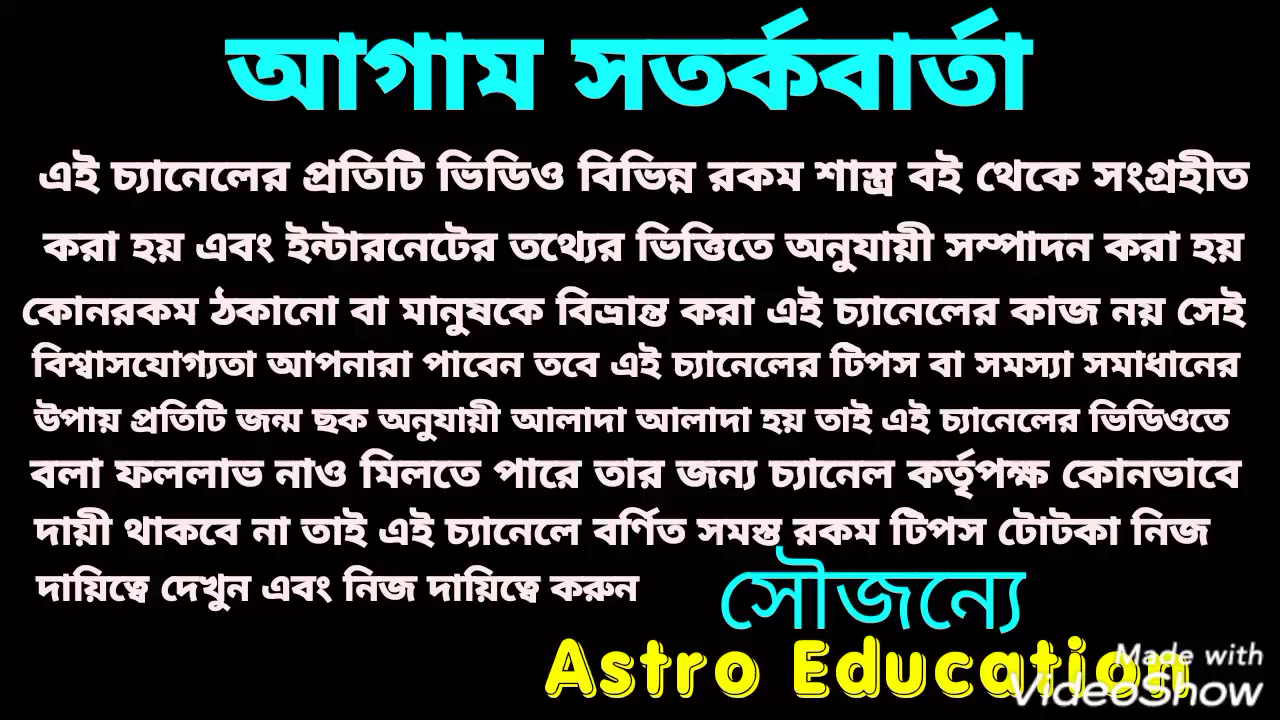 আগাম সতর্কবার্তা
এই চ্যানেলের প্রতিটি ভিডিও বিভিন্ন রকম শাস্ত্র বই থেকে সংগ্রহীত
করা হয় এবং ইন্টারনেটের তথ্যের ভিত্তিতে অনুযায়ী সম্পাদন করা হয়
কোনরকম ঠকানো বা মানুষকে বিভ্রান্ত করা এই চ্যানেলের কাজ নয় সেই
বিশ্বাসযোগ্যতা আপনারা পাবেন তবে এই চ্যানেলের টিপস বা সমস্যা সমাধানের
উপায় প্রতিটি জন্ম ছক অনুযায়ী আলাদা আলাদা হয় তাই এই চ্যানেলের ভিডিওতে
বলা ফললাভ নাও মিলতে পারে তার জন্য চ্যানেল কর্তৃপক্ষ কোনভাবে
দায়ী থাকবে না তাই এই চ্যানেলে বর্ণিত সমস্ত রকম টিপস টোটকা নিজ
দায়িত্বে দেখুন এবং নিজ দায়িত্বে করুন
সৌজন্যে
Astro Education
Made with
VideoShow